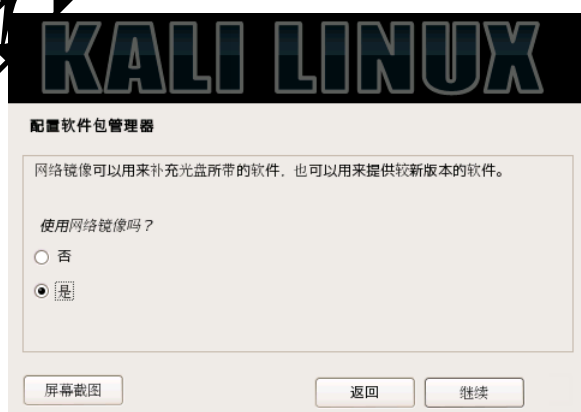 KALI LINUX
配置软件包管理器
网络镜像可以用来补充光盘所带的软件，也可以用来提供较新版本的软件。
使用网络镜像吗？
否
是
屏幕截图
返回
继续